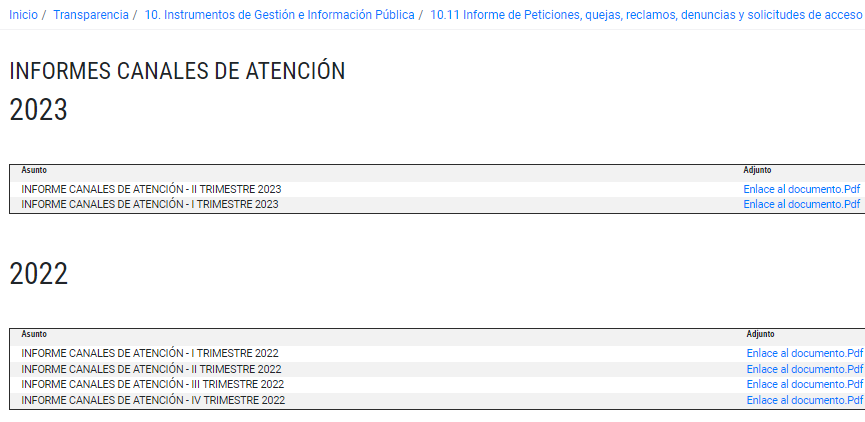 Inicio / Transparencia / 10. Instrumentos de Gestión e Información Pública / 10.11 Informe de Peticiones, quejas, reclamos, denuncias y solicitudes de acceso
INFORMES CANALES DE ATENCIÓN
2023
Asunto Adjunto
INFORME CANALES DE ATENCIÓN - II TRIMESTRE 2023 Enlace al documento.Pdf
INFORME CANALES DE ATENCIÓN - I TRIMESTRE 2023 Enlace al documento.Pdf
2022
Asunto Adjunto
INFORME CANALES DE ATENCIÓN - I TRIMESTRE 2022 Enlace al documento.Pdf
INFORME CANALES DE ATENCIÓN - II TRIMESTRE 2022 Enlace al documento.Pdf
INFORME CANALES DE ATENCIÓN - III TRIMESTRE 2022 Enlace al documento.Pdf
INFORME CANALES DE ATENCIÓN - IV TRIMESTRE 2022 Enlace al documento.Pdf